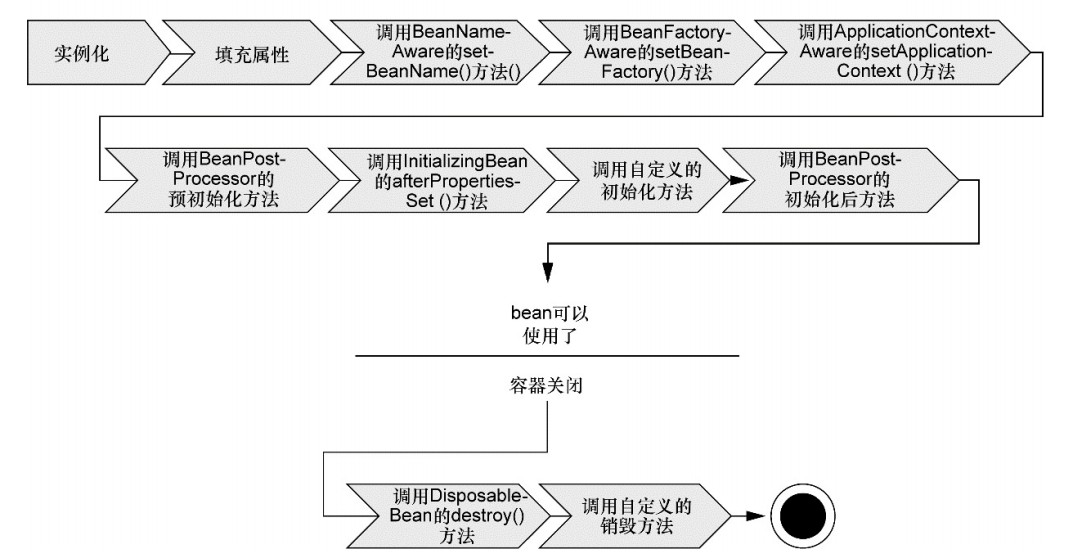 实例化
填充属性
调用BeanName-
Aware的set-
BeanName()方法()
调用BeanFactory-
Aware的setBean-
Factory()方法
调用ApplicationContext-
Aware的setApplication-
Context ()方法
调用BeanPost-
Processor的
预初始化方法
调用InitializingBean
的afterProperties-
Set ()方法
调用自定义的
初始化方法
调用BeanPost-
Processor的
初始化后方法
bean可以
使用了
容器关闭
调用Disposable-
Bean的destroy()
方法
调用自定义的
销毁方法